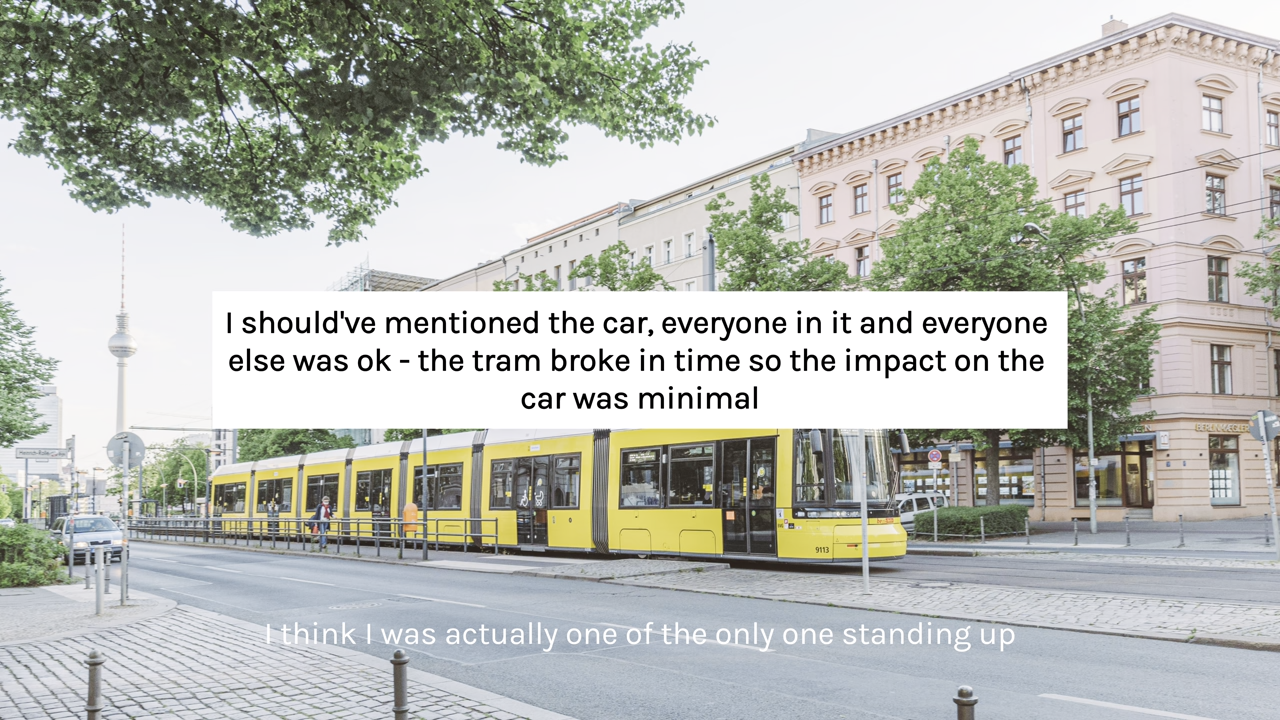 I should've mentioned the car, everyone in it and everyone
else was ok - the tram broke in time so the impact on the
car was minimal
9113
I think I was actually one of the only one standing up